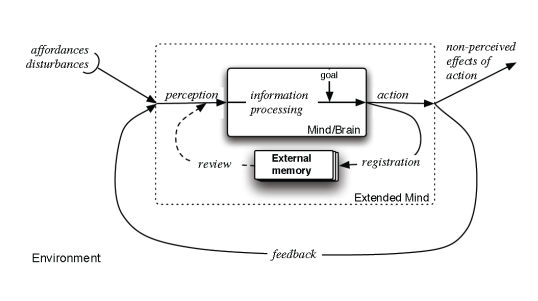 affordances
disturbances
non-perceived
effects of
action
goal
perception
information
processing
action
Mind/Brain
review
External
memory
registration
Extended Mind
feedback
Environment